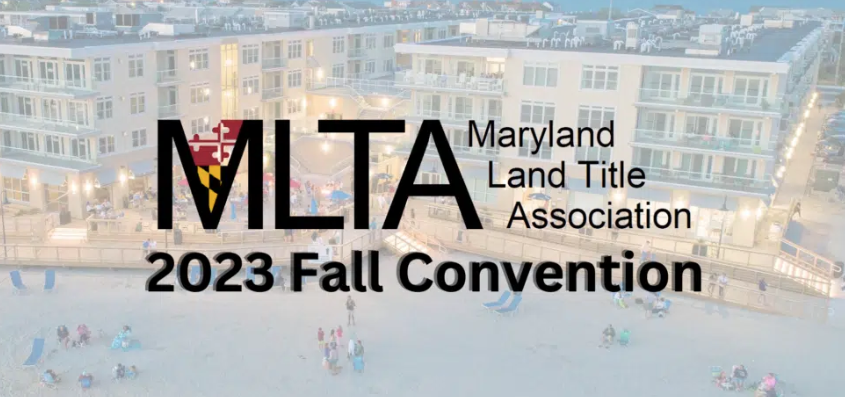 MLTA
Maryland
Land Title
Association
2023 Fall Convention